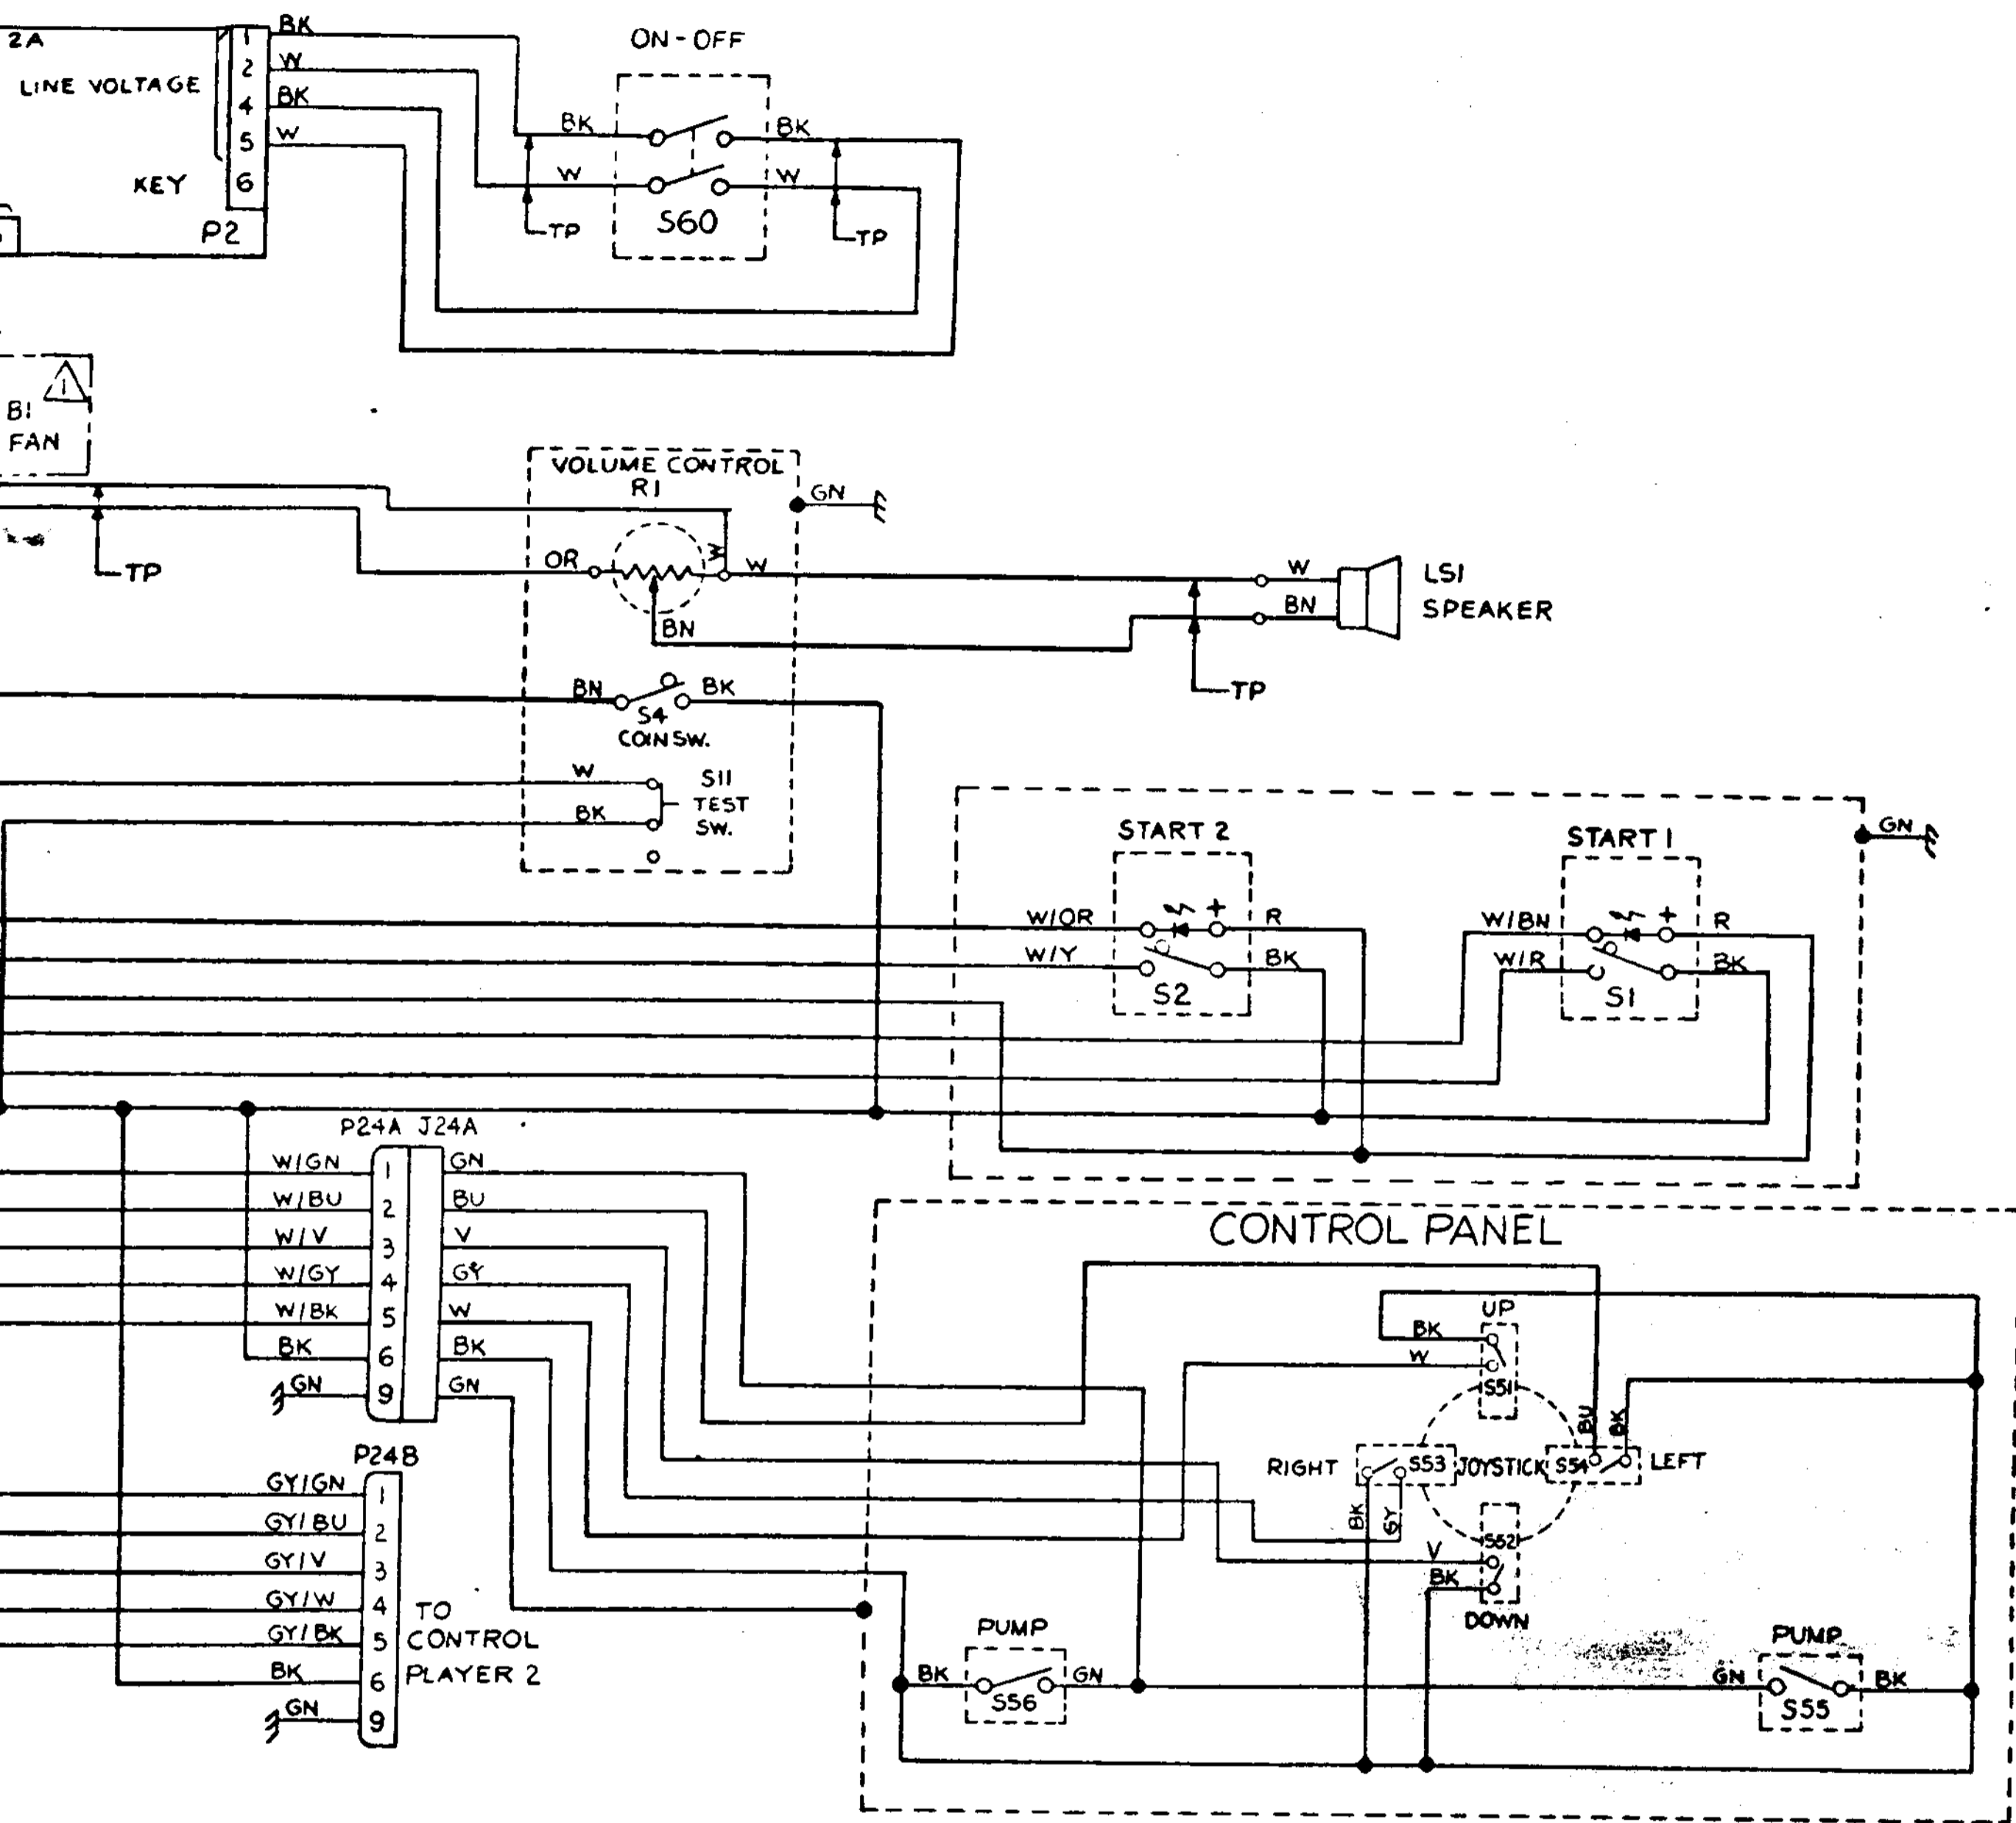 2A
LINE VOLTAGE
KEY
1
2
4
5
6
P2
BK
W
BK
W
ON-OFF
BK
W
BK
W
S60
TP
TP
1
B1
FAN
TP
VOLUME CONTROL
R1
GN
OR
W
W
BN
W
BN
LS1
SPEAKER
TP
BN
BK
S4
COIN SW.
W
BK
S11
TEST
SW.
START 2
START 1
GN
W/OR
+
R
W/Y
BK
S2
W/BN
+
R
W/R
BK
S1
P24A J24A
W/GN 1 GN
W/BU 2 BU
W/V 3 V
W/GY 4 GY
W/BK 5 W
BK 6 BK
GN 9 GN
P24B
GY/GN 1
GY/BU 2
GY/V 3
GY/W 4
GY/BK 5
BK 6
GN 9
TO
CONTROL
PLAYER 2
CONTROL PANEL
UP
BK
W
S51
BU
BK
RIGHT
S53
JOYSTICK
S54
LEFT
BK
GY
S52
V
BK
DOWN
PUMP
BK
GN
S56
PUMP
GN
BK
S55